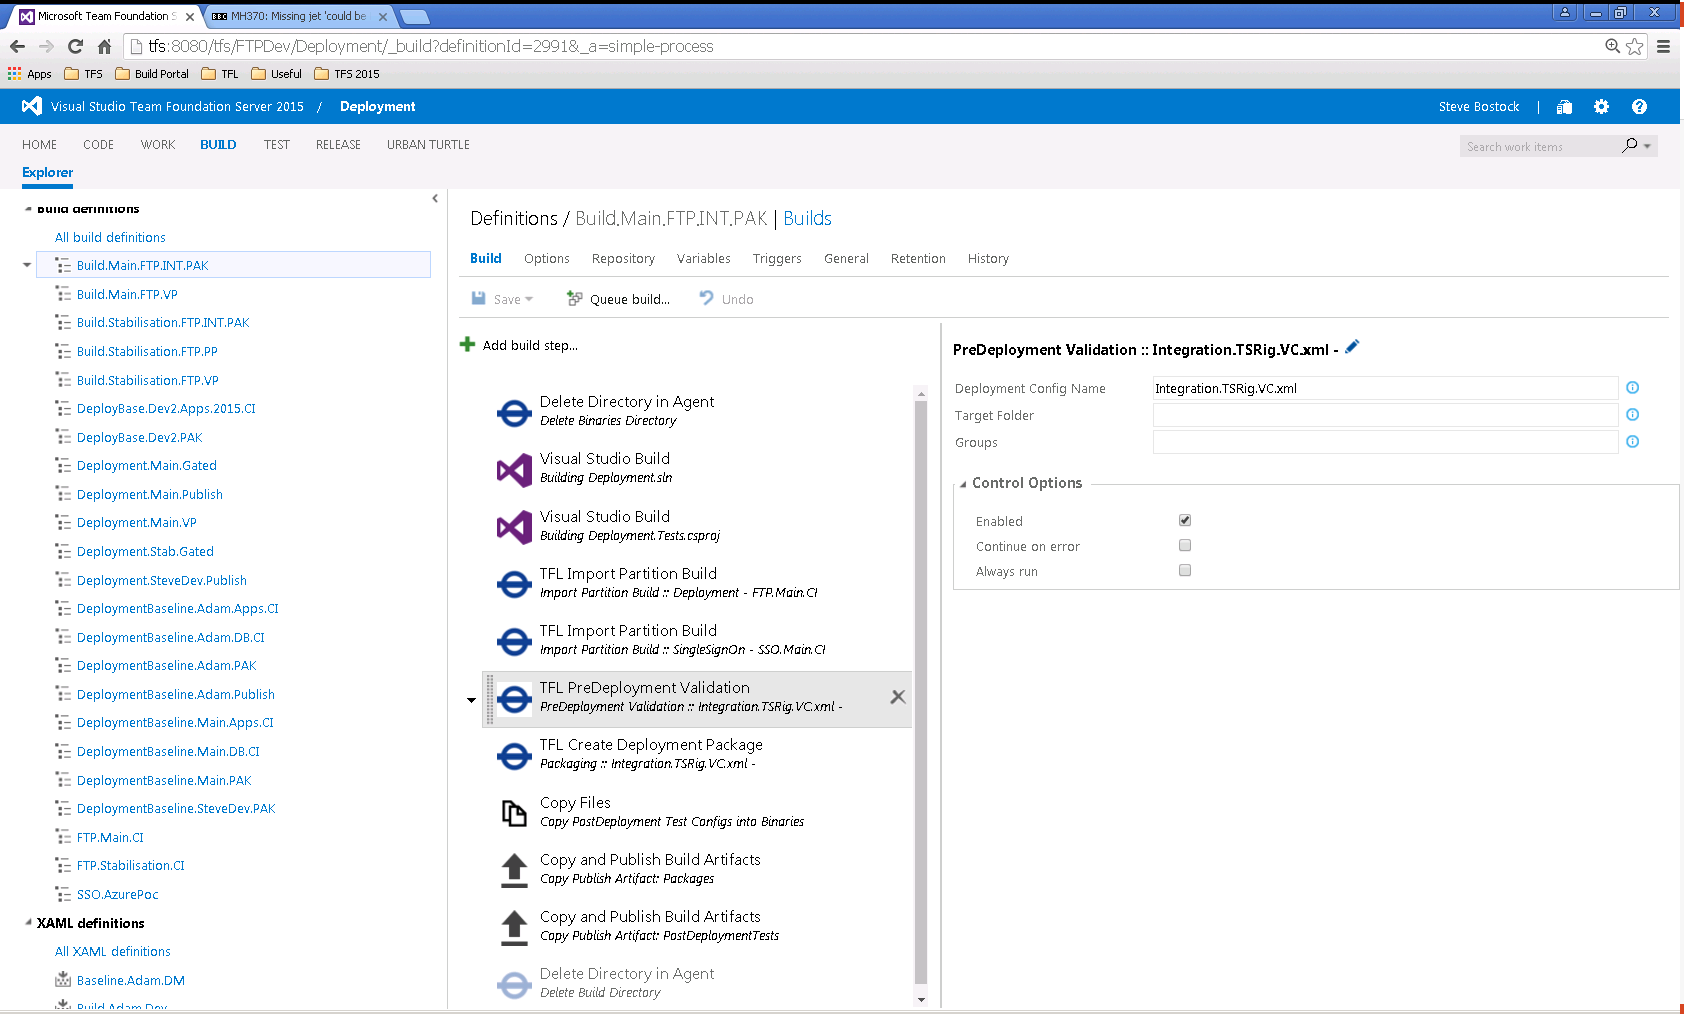 Microsoft Team Foundation S
BBC MH370: Missing jet 'could be
tfs:8080/tfs/FTPDev/Deployment/_build?definitionId=2991&_a=simple-process
Apps TFS Build Portal TFL Useful TFS 2015
Visual Studio Team Foundation Server 2015 / Deployment
Steve Bostock |
HOME CODE WORK BUILD TEST RELEASE URBAN TURTLE
Search work items
Explorer
Build definitions
All build definitions
Build.Main.FTP.INT.PAK
Build.Main.FTP.VP
Build.Stabilisation.FTP.INT.PAK
Build.Stabilisation.FTP.PP
Build.Stabilisation.FTP.VP
DeployBase.Dev2.Apps.2015.CI
DeployBase.Dev2.PAK
Deployment.Main.Gated
Deployment.Main.Publish
Deployment.Main.VP
Deployment.Stab.Gated
Deployment.SteveDev.Publish
DeploymentBaseline.Adam.Apps.CI
DeploymentBaseline.Adam.DB.CI
DeploymentBaseline.Adam.PAK
DeploymentBaseline.Adam.Publish
DeploymentBaseline.Main.Apps.CI
DeploymentBaseline.Main.DB.CI
DeploymentBaseline.Main.PAK
DeploymentBaseline.SteveDev.PAK
FTP.Main.CI
FTP.Stabilisation.CI
SSO.AzurePoc
XAML definitions
All XAML definitions
Baseline.Adam.DM
Build.Adam.Dev
Definitions / Build.Main.FTP.INT.PAK | Builds
Build Options Repository Variables Triggers General Retention History
Save Queue build... Undo
Add build step...
Delete Directory in Agent
Delete Binaries Directory
Visual Studio Build
Building Deployment.sln
Visual Studio Build
Building Deployment.Tests.csproj
TFL Import Partition Build
Import Partition Build :: Deployment - FTP.Main.CI
TFL Import Partition Build
Import Partition Build :: SingleSignOn - SSO.Main.CI
TFL PreDeployment Validation
PreDeployment Validation :: Integration.TSRig.VC.xml -
TFL Create Deployment Package
Packaging :: Integration.TSRig.VC.xml -
Copy Files
Copy PostDeployment Test Configs into Binaries
Copy and Publish Build Artifacts
Copy Publish Artifact: Packages
Copy and Publish Build Artifacts
Copy Publish Artifact: PostDeploymentTests
Delete Directory in Agent
Delete Build Directory
PreDeployment Validation :: Integration.TSRig.VC.xml -
Deployment Config Name Integration.TSRig.VC.xml
Target Folder
Groups
Control Options
Enabled
Continue on error
Always run